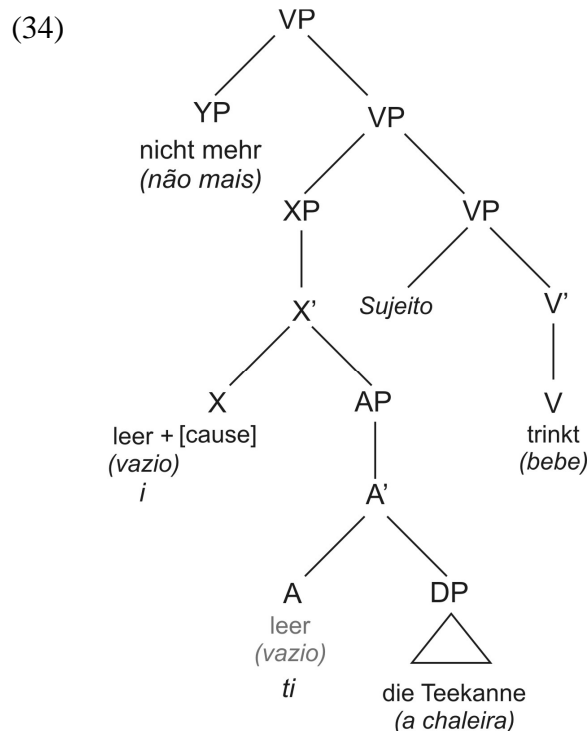 (34)
VP
YP
VP
nicht mehr
(não mais)
XP
VP
X'
Sujeito
V'
X
AP
V
leer + [cause]
trinkt
(vazio)
(bebe)
i
A'
A
DP
leer
(vazio)
ti
die Teekanne
(a chaleira)